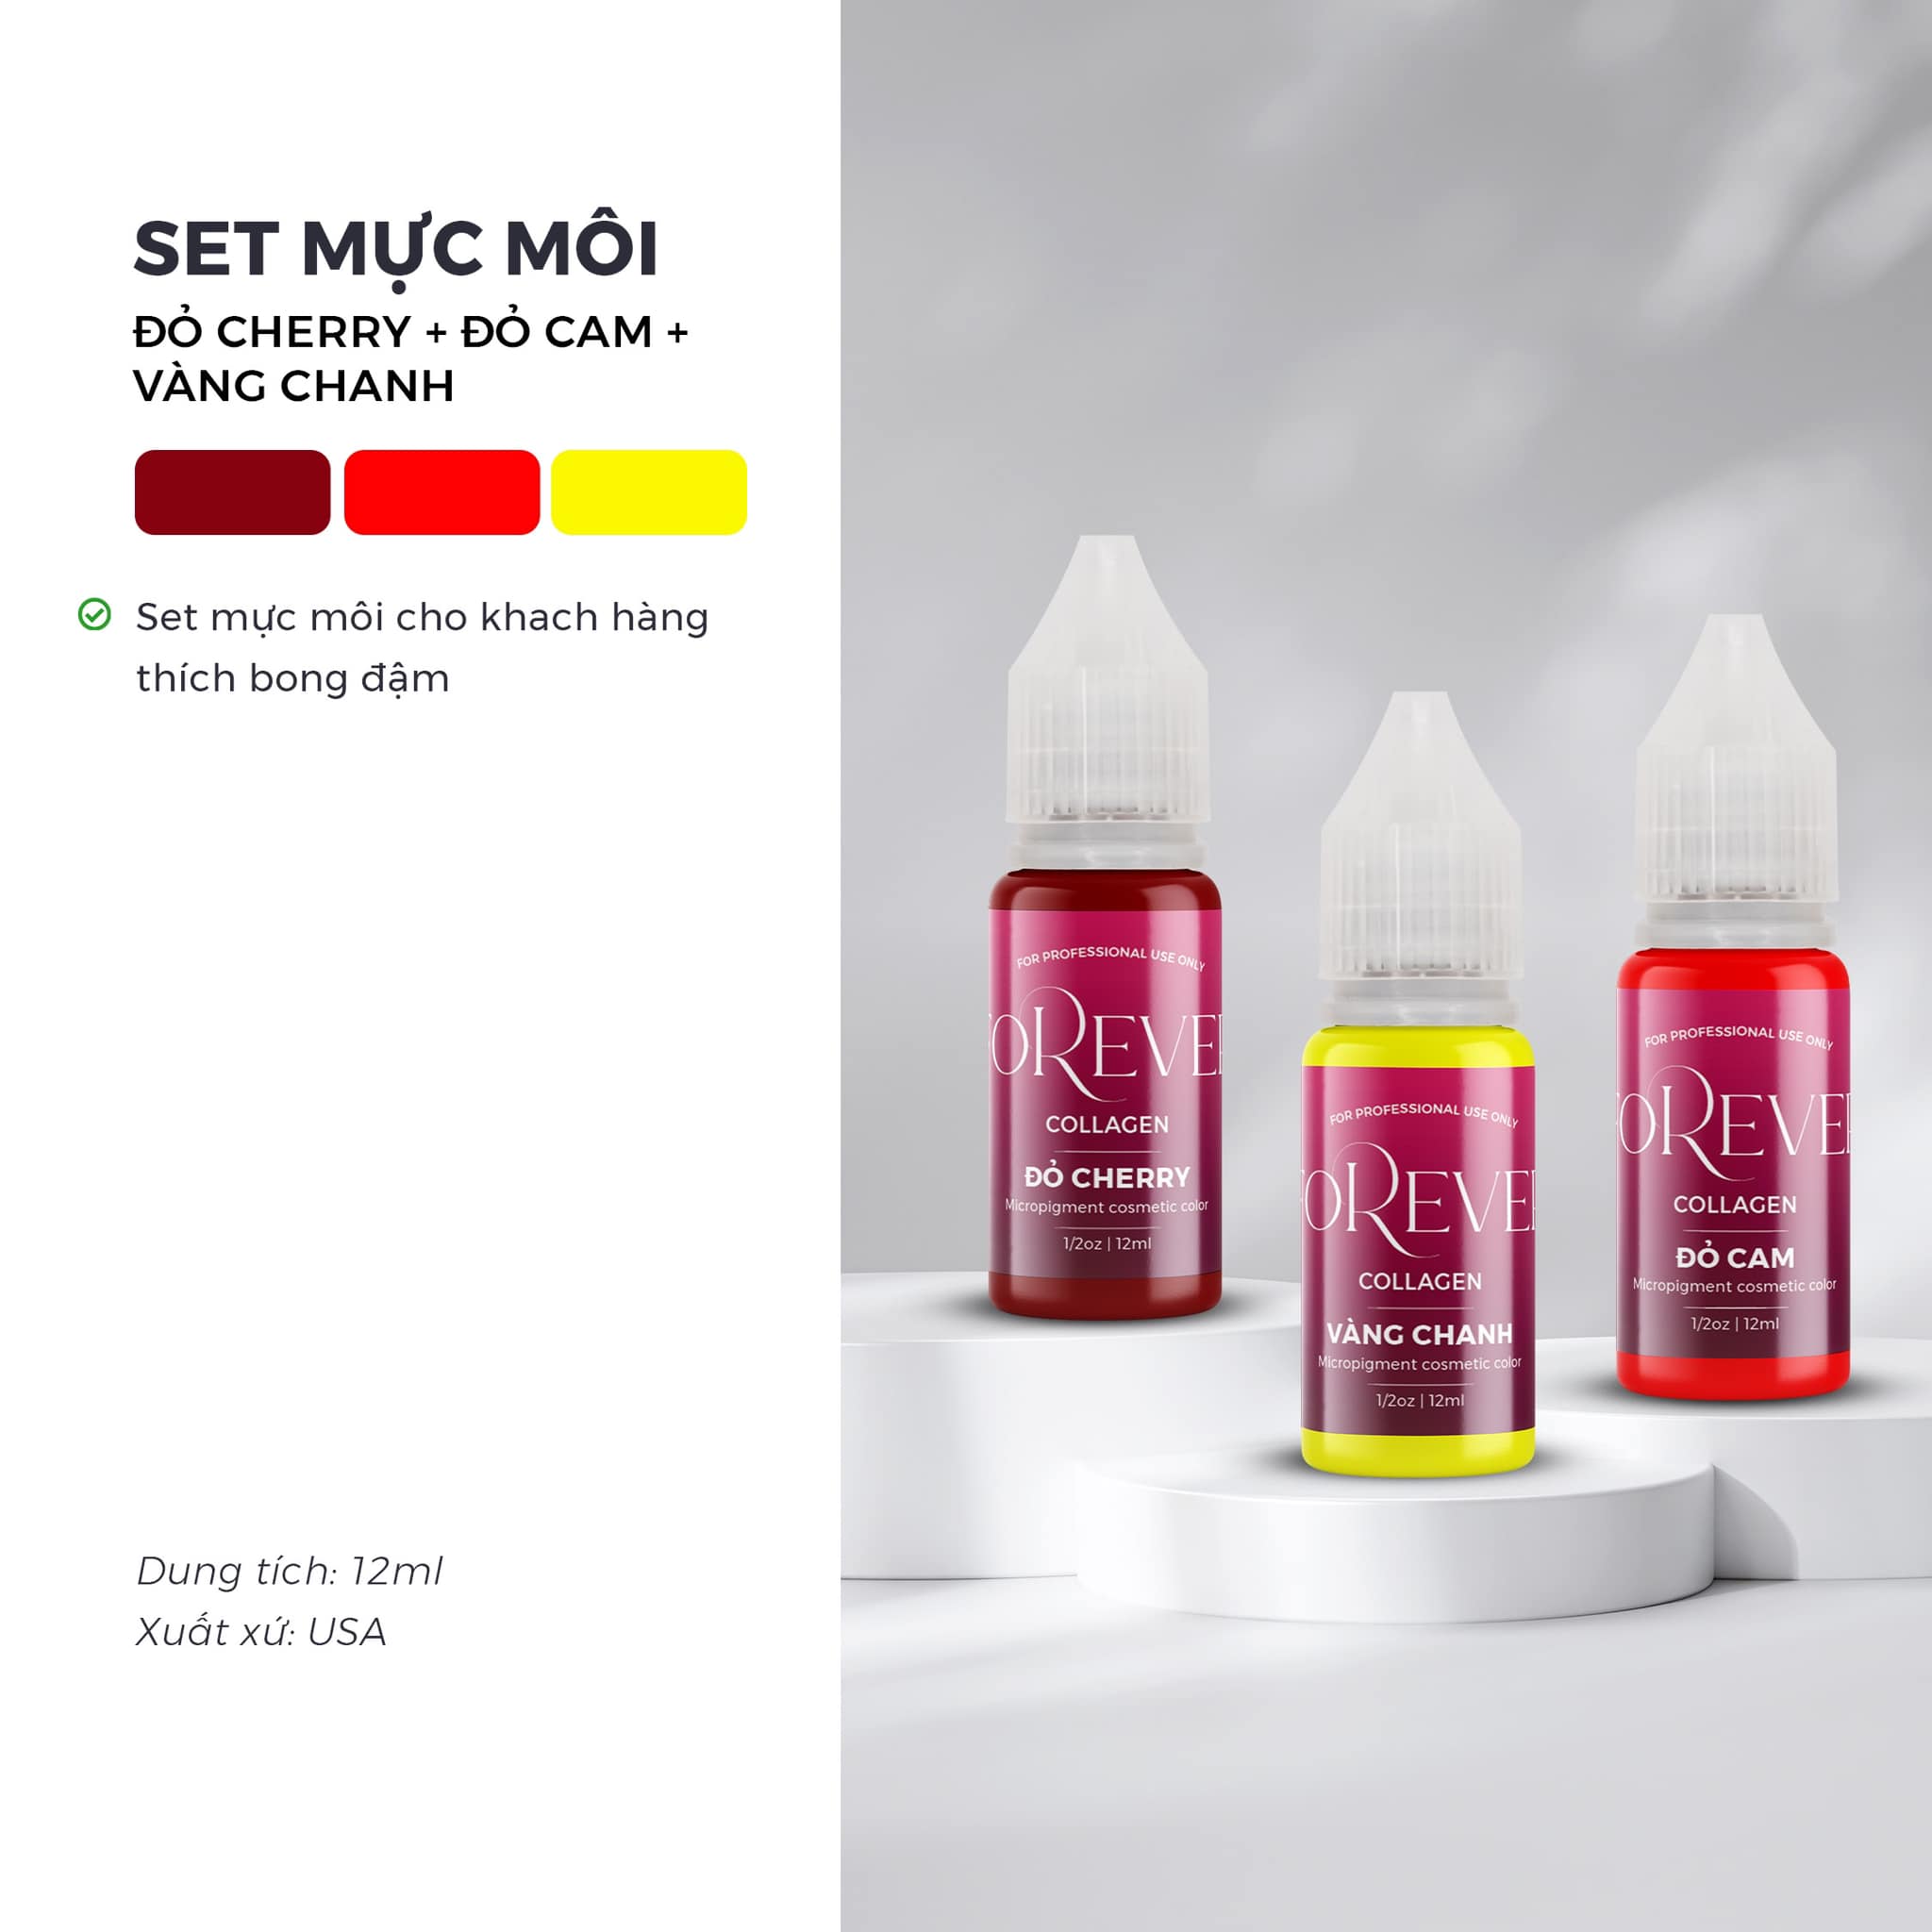 SET MỰC MÔI
ĐỎ CHERRY + ĐỎ CAM +
VÀNG CHANH
Set mực môi cho khach hàng
thích bong đậm
Dung tích: 12ml
Xuất xứ: USA
FOR PROFESSIONAL USE ONLY
FOREVER
COLLAGEN
ĐỎ CHERRY
Micropigment cosmetic color
1/2oz | 12ml
FOR PROFESSIONAL USE ONLY
FOREVER
COLLAGEN
VÀNG CHANH
Micropigment cosmetic color
1/2oz | 12ml
FOR PROFESSIONAL USE ONLY
FOREVER
COLLAGEN
ĐỎ CAM
Micropigment cosmetic color
1/2oz | 12ml